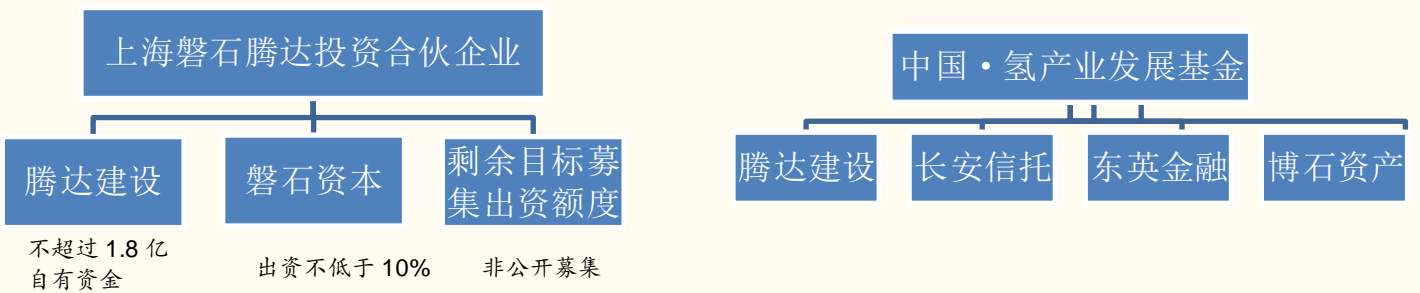 上海磐石腾达投资合伙企业
腾达建设
磐石资本
剩余目标募
集出资额度
不超过 1.8 亿
自有资金
出资不低于 10%
非公开募集
中国·氢产业发展基金
腾达建设
长安信托
东英金融
博石资产